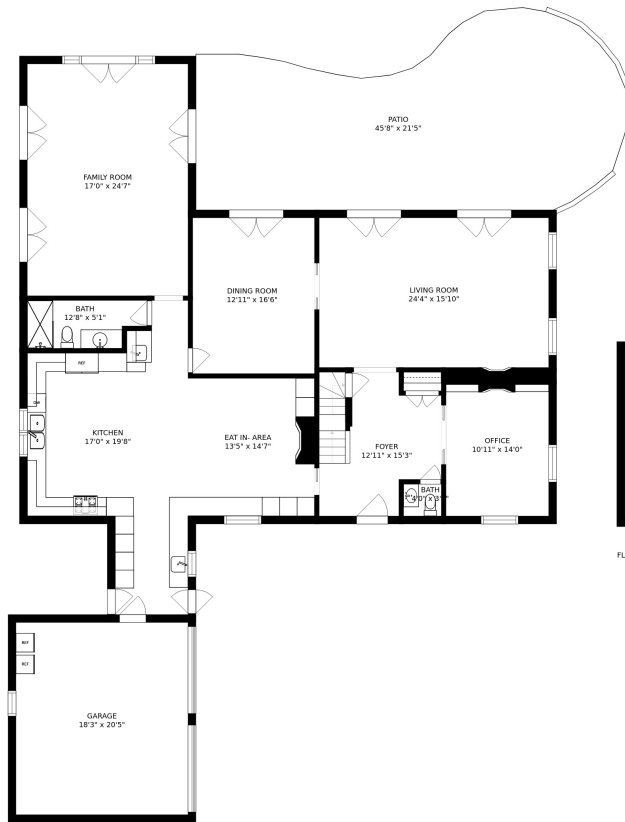 PATIO
45'8" x 21'5"
FAMILY ROOM
17'0" x 24'7"
DINING ROOM
12'11" x 16'6"
LIVING ROOM
24'4" x 15'10"
BATH
12'8" x 5'1"
REF
DW
KITCHEN
17'0" x 19'8"
EAT IN- AREA
13'5" x 14'7"
FOYER
12'11" x 15'3"
OFFICE
10'11" x 14'0"
BATH
FL
REF
REF
GARAGE
18'3" x 20'5"